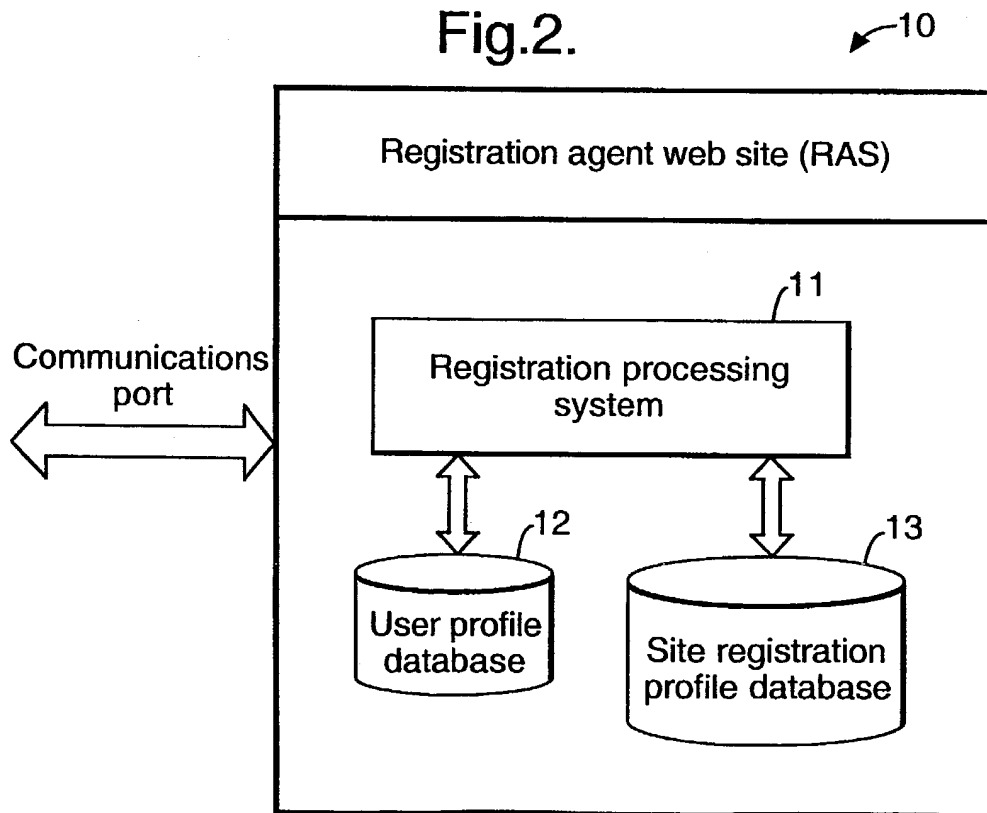 Fig.2.
10
Registration agent web site (RAS)
11
Registration processing
system
Communications
port
12
User profile
database
13
Site registration
profile database